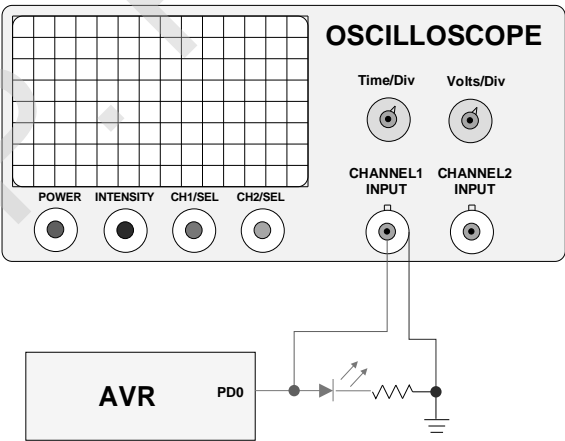 OSCILLOSCOPE
Time/Div Volts/Div
CHANNEL1 INPUT
CHANNEL2 INPUT
POWER INTENSITY CH1/SEL CH2/SEL
AVR
PD0